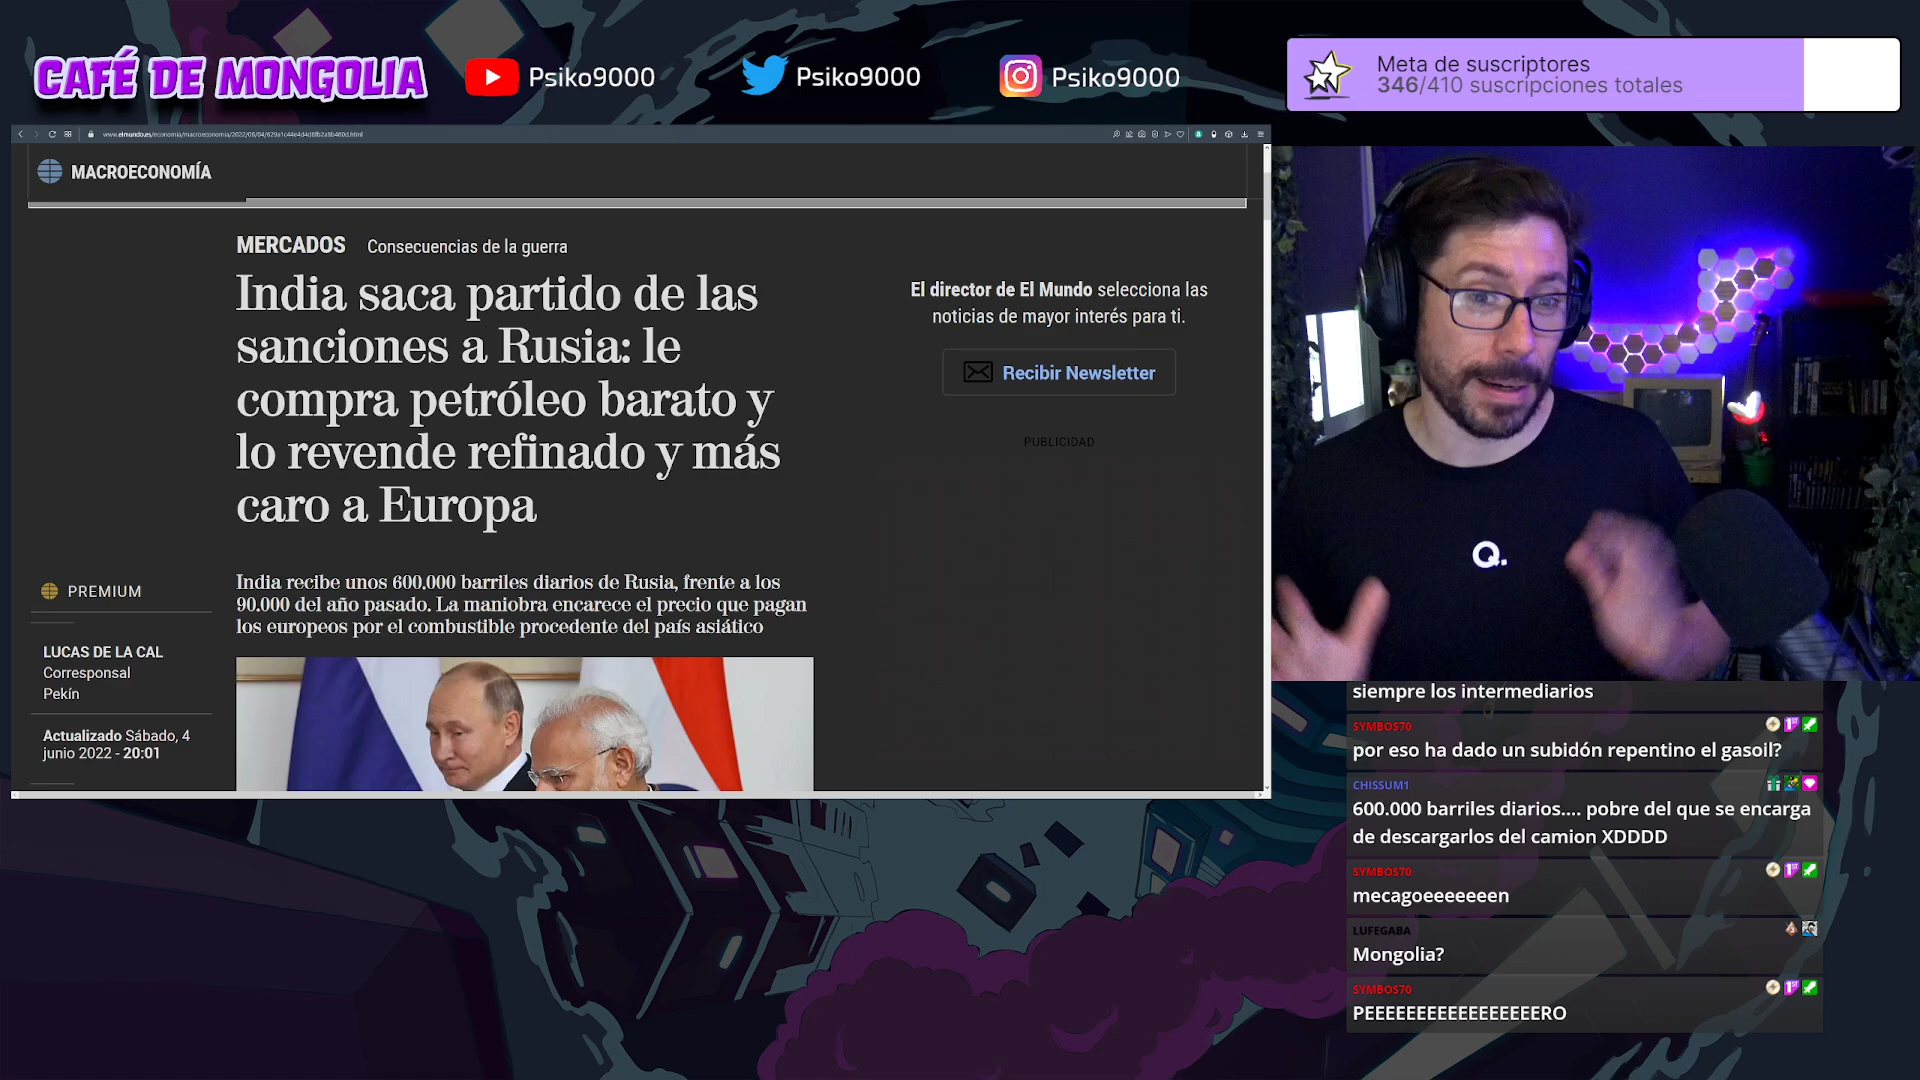 CAFÉ DE MONGOLIA
Psiko9000
Psiko9000
Psiko9000
Meta de suscriptores
346/410 suscripciones totales
MACROECONOMÍA
MERCADOS Consecuencias de la guerra
India saca partido de las
sanciones a Rusia: le
compra petróleo barato y
lo revende refinado y más
caro a Europa
El director de El Mundo selecciona las
noticias de mayor interés para ti.
Recibir Newsletter
PUBLICIDAD
PREMIUM
India recibe unos 600.000 barriles diarios de Rusia, frente a los
90.000 del año pasado. La maniobra encarece el precio que pagan
los europeos por el combustible procedente del país asiático
LUCAS DE LA CAL
Corresponsal
Pekín
Actualizado Sábado, 4
junio 2022 - 20:01
Q.
siempre los intermediarios
SYMBOS70
por eso ha dado un subidón repentino el gasoil?
CHISSUM1
600.000 barriles diarios.... pobre del que se encarga
de descargarlos del camion XDDDD
SYMBOS70
mecagoeeeeeeen
LUFEGABA
Mongolia?
SYMBOS70
PEEEEEEEEEEEEEEEEERO